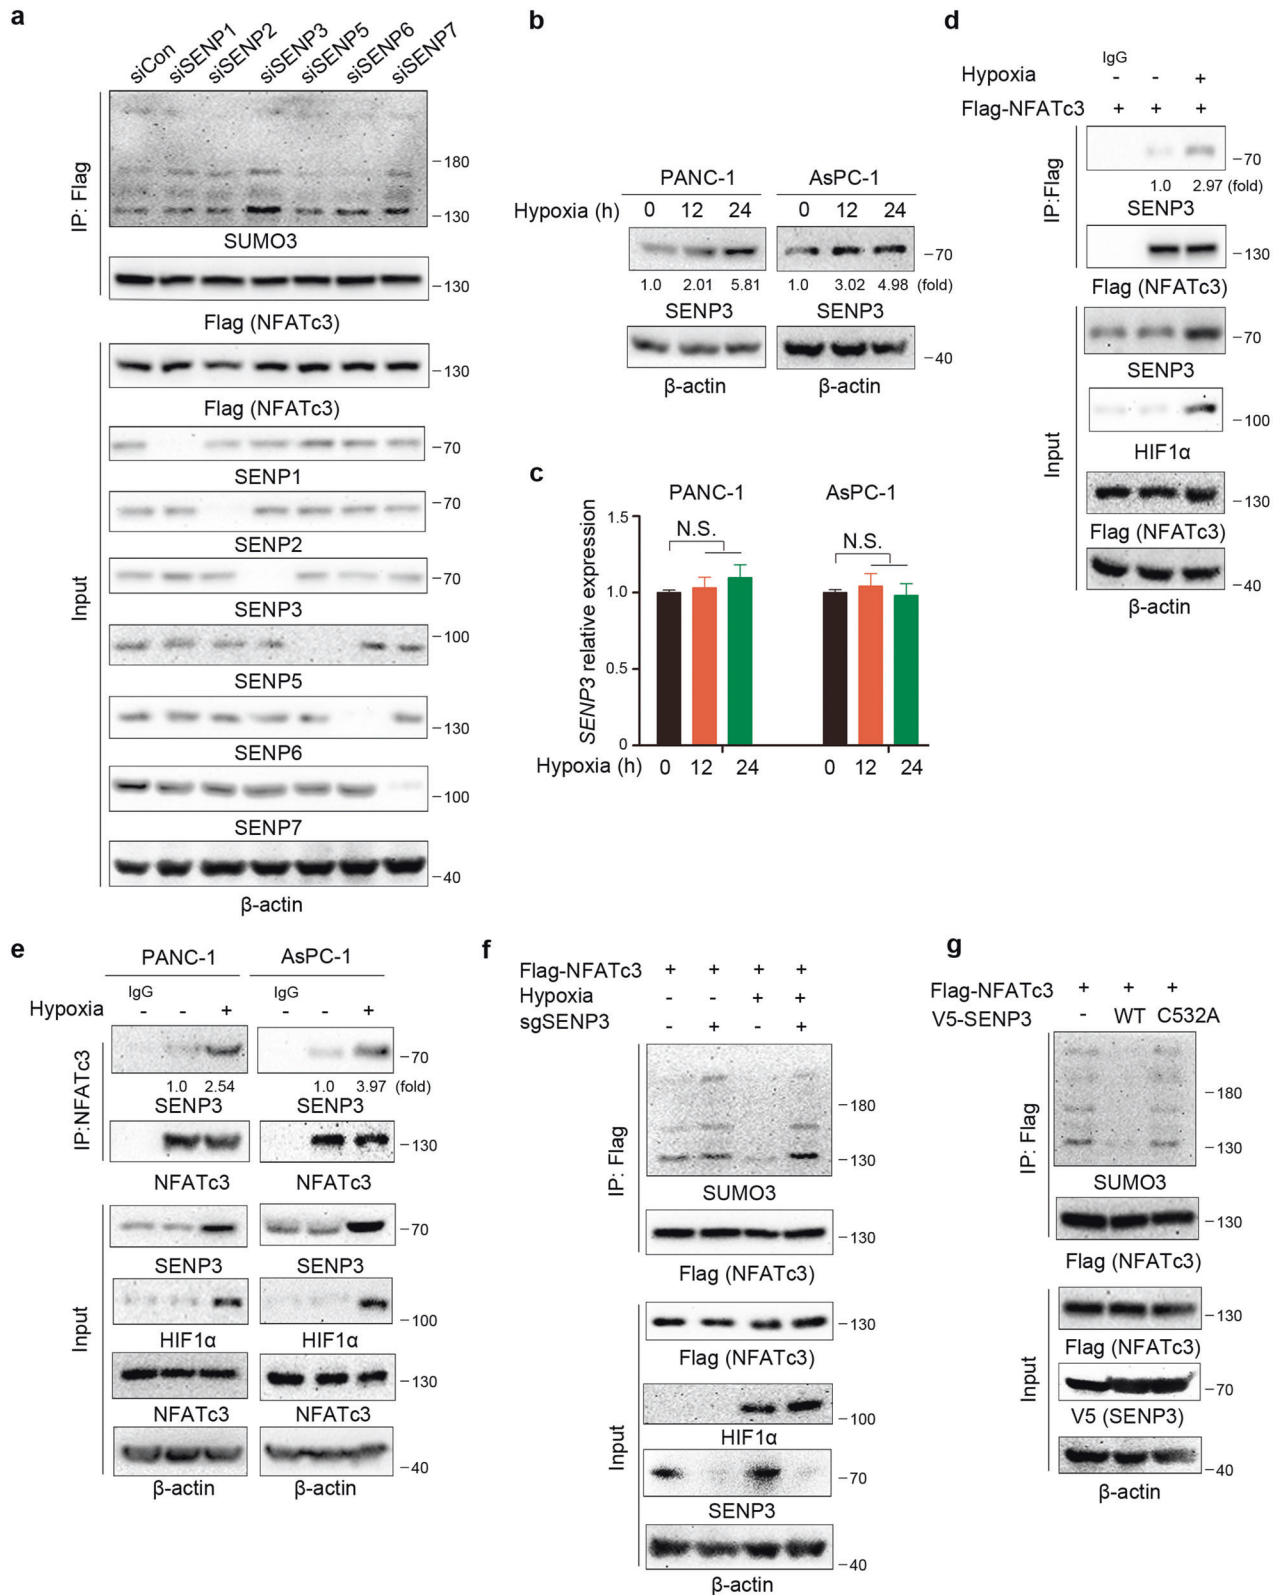 a
siCon
siSENP1
siSENP2
siSENP3
siSENP5
siSENP6
siSENP7
IP: Flag
180
130
SUMO3
130
Flag (NFATc3)
Input
130
Flag (NFATc3)
70
SENP1
70
SENP2
70
SENP3
100
SENP5
130
SENP6
100
SENP7
40
β-actin
b
PANC-1 AsPC-1
Hypoxia (h) 0 12 24 0 12 24
70
1.0 2.01 5.81 1.0 3.02 4.98 (fold)
SENP3 SENP3
40
β-actin β-actin
c
PANC-1 AsPC-1
SENP3 relative expression
1.5
1.0
0.5
0
N.S. N.S.
Hypoxia (h) 0 12 24 0 12 24
d
IgG
Hypoxia - - +
Flag-NFATc3 + + +
IP:Flag
70
1.0 2.97 (fold)
SENP3
130
Flag (NFATc3)
Input
70
SENP3
100
HIF1α
130
Flag (NFATc3)
40
β-actin
e
PANC-1 AsPC-1
IgG IgG
Hypoxia - - + - - +
IP:NFATc3
70
1.0 2.54 1.0 3.97 (fold)
SENP3 SENP3
130
NFATc3 NFATc3
Input
70
SENP3 SENP3
100
HIF1α HIF1α
130
NFATc3 NFATc3
40
β-actin β-actin
f
Flag-NFATc3 + + + +
Hypoxia - - + +
sgSENP3 - + - +
IP: Flag
180
130
SUMO3
130
Flag (NFATc3)
Input
130
Flag (NFATc3)
100
HIF1α
70
SENP3
40
β-actin
g
Flag-NFATc3 + + +
V5-SENP3 - WT C532A
IP: Flag
180
130
SUMO3
130
Flag (NFATc3)
Input
130
Flag (NFATc3)
70
V5 (SENP3)
40
β-actin